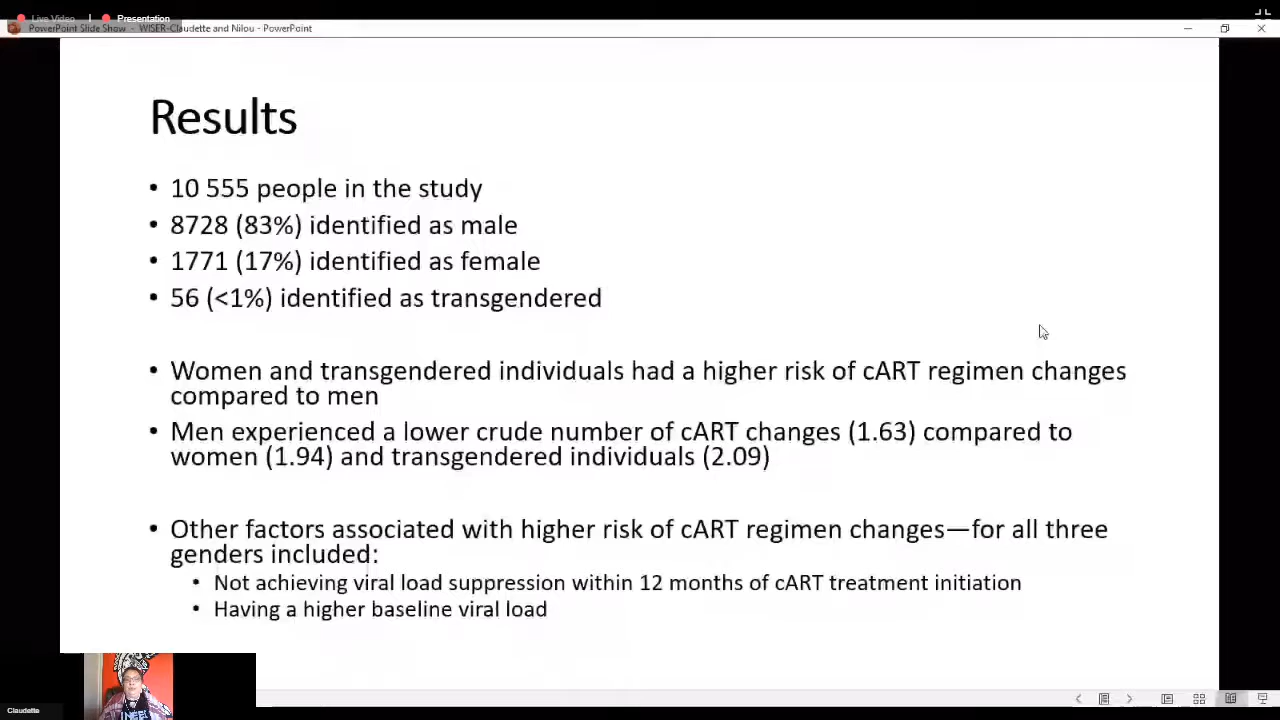 Live Video
Presentation
PowerPoint Slide Show - WISER-Claudette and Nilou - PowerPoint
Results
• 10 555 people in the study
• 8728 (83%) identified as male
• 1771 (17%) identified as female
• 56 (<1%) identified as transgendered
• Women and transgendered individuals had a higher risk of cART regimen changes
compared to men
• Men experienced a lower crude number of cART changes (1.63) compared to
women (1.94) and transgendered individuals (2.09)
• Other factors associated with higher risk of cART regimen changes—for all three
genders included:
• Not achieving viral load suppression within 12 months of cART treatment initiation
• Having a higher baseline viral load
Claudette